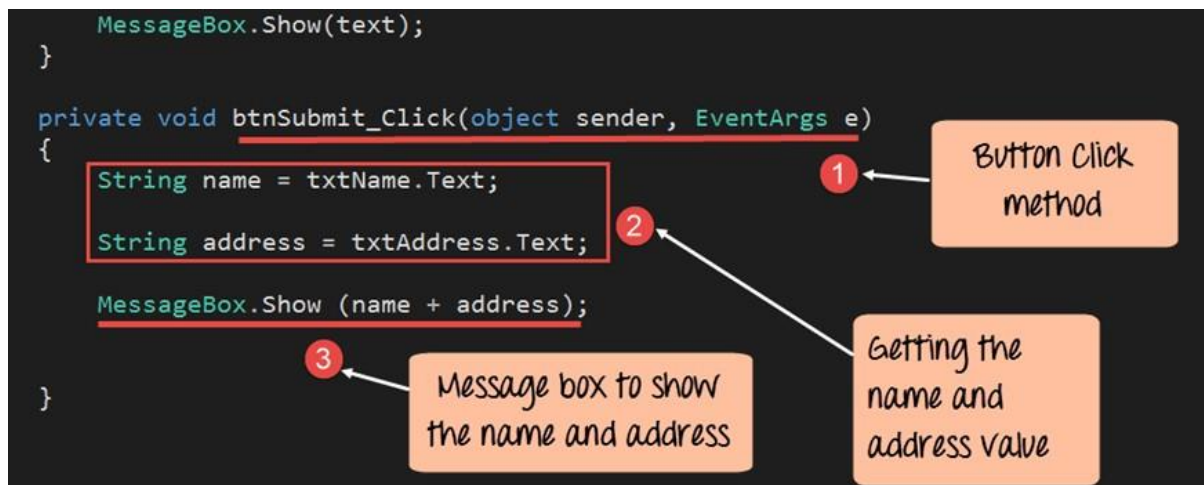 MessageBox.Show(text);
}
private void btnSubmit_Click(object sender, EventArgs e)
{
String name = txtName.Text;
String address = txtAddress.Text;
MessageBox.Show (name + address);
}
1
Button Click
method
2
Getting the
name and
address value
3
Message box to show
the name and address